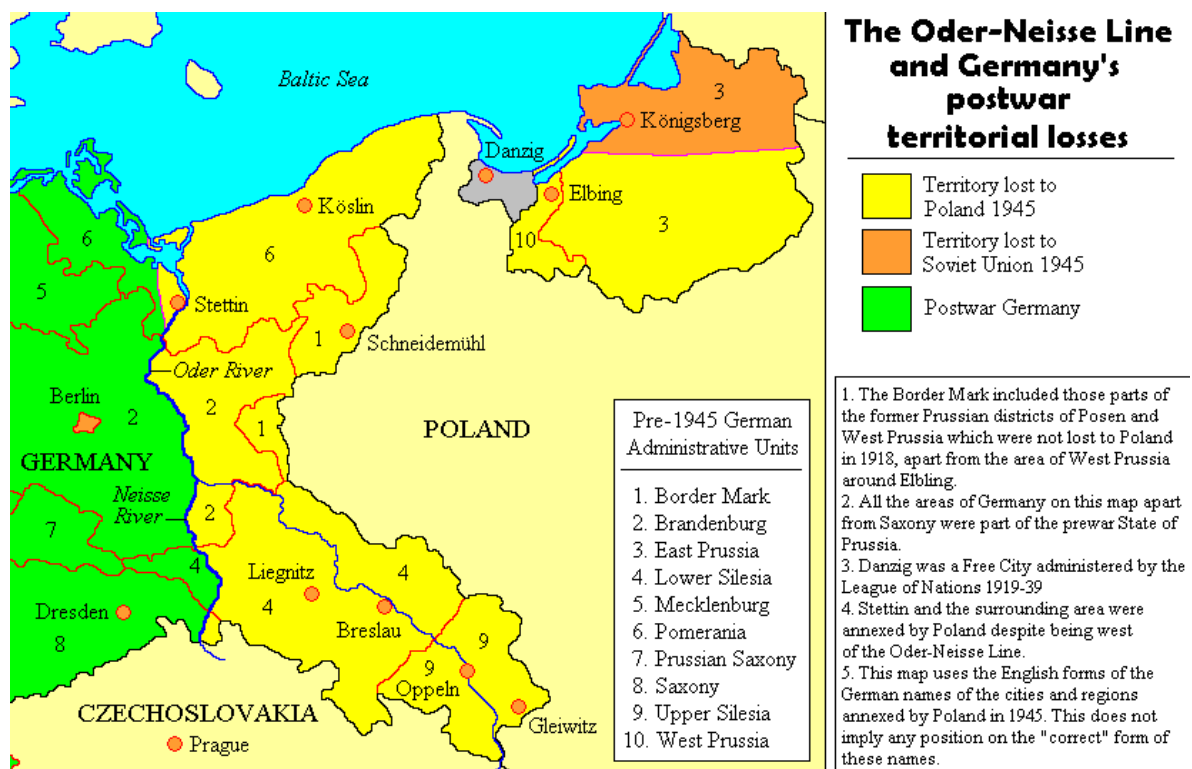 The Oder-Neisse Line
and Germany's
postwar
territorial losses
Territory lost to
Poland 1945
Territory lost to
Soviet Union 1945
Postwar Germany
Baltic Sea
3
Königsberg
Danzig
Elbing
Köslin
3
10
6
6
5
Stettin
1
Schneidemühl
Oder River
Berlin
2
2
1
POLAND
GERMANY
Neisse
River
2
7
4
Liegnitz
4
4
Breslau
Dresden
8
9
9
Oppeln
Gleiwitz
CZECHOSLOVAKIA
Prague
Pre-1945 German
Administrative Units
1. Border Mark
2. Brandenburg
3. East Prussia
4. Lower Silesia
5. Mecklenburg
6. Pomerania
7. Prussian Saxony
8. Saxony
9. Upper Silesia
10. West Prussia
1. The Border Mark included those parts of
the former Prussian districts of Posen and
West Prussia which were not lost to Poland
in 1918, apart from the area of West Prussia
around Elbling.
2. All the areas of Germany on this map apart
from Saxony were part of the prewar State of
Prussia.
3. Danzig was a Free City administered by the
League of Nations 1919-39
4. Stettin and the surrounding area were
annexed by Poland despite being west
of the Oder-Neisse Line.
5. This map uses the English forms of the
German names of the cities and regions
annexed by Poland in 1945. This does not
imply any position on the "correct" form of
these names.